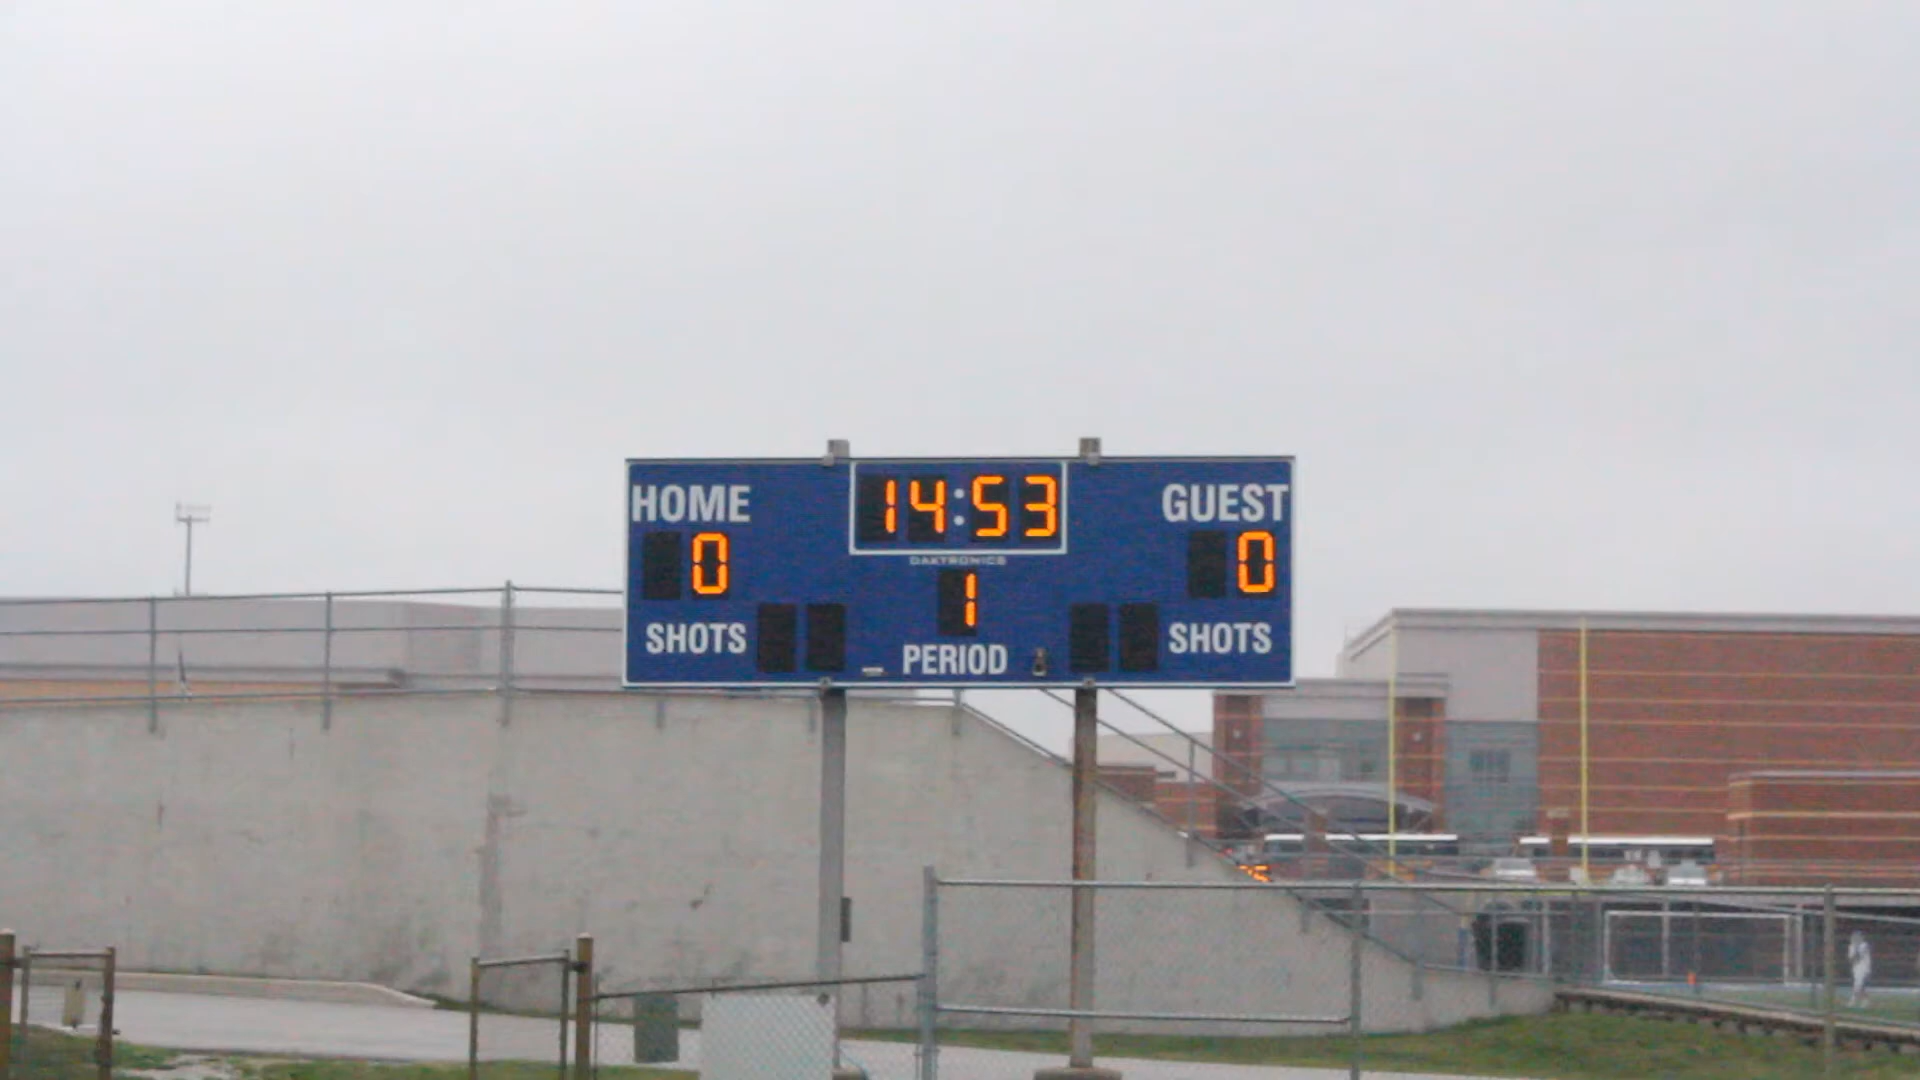 HOME 14:53 GUEST
0 0
DAKTRONICS
1
SHOTS PERIOD SHOTS